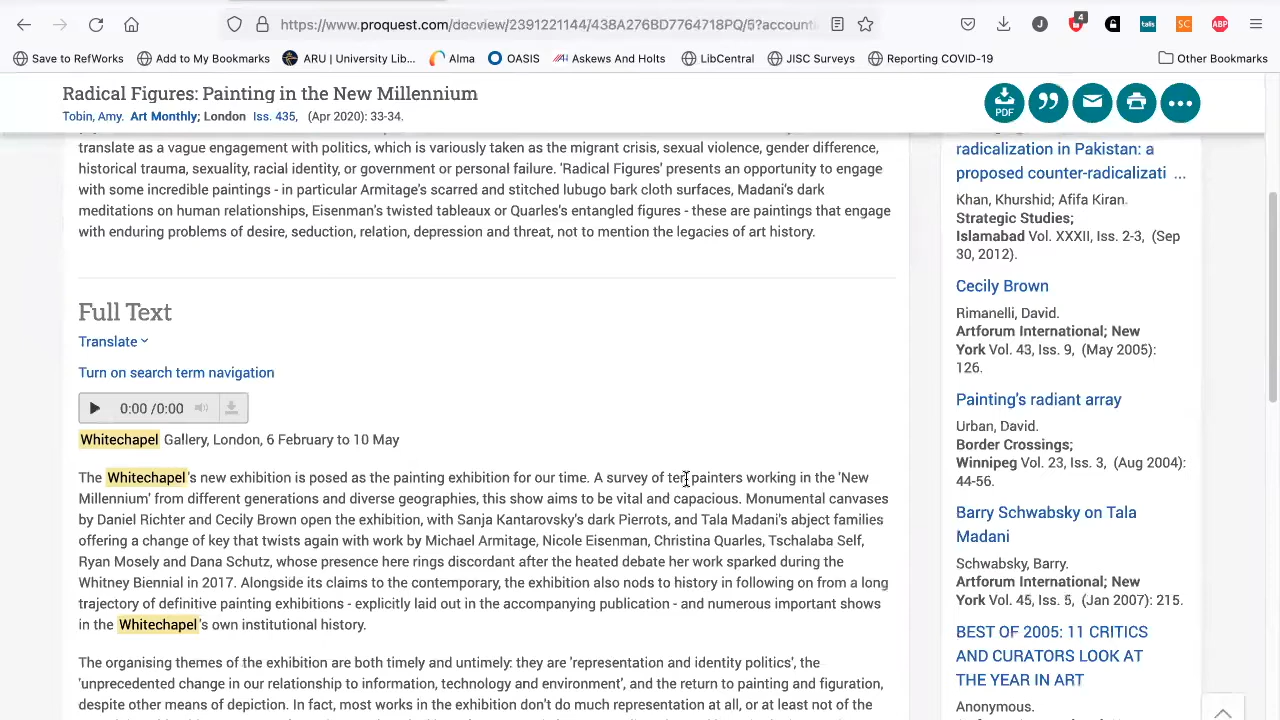 https://www.proquest.com/docview/2391221144/438A276BD7764718PQ/5?account
4
J
talis
SC
ABP
Save to RefWorks
Add to My Bookmarks
ARU | University Lib...
Alma
OASIS
Askews And Holts
LibCentral
JISC Surveys
Reporting COVID-19
Other Bookmarks
Radical Figures: Painting in the New Millennium
Tobin, Amy. Art Monthly; London Iss. 435, (Apr 2020): 33-34.
PDF
translate as a vague engagement with politics, which is variously taken as the migrant crisis, sexual violence, gender difference,
historical trauma, sexuality, racial identity, or government or personal failure. 'Radical Figures' presents an opportunity to engage
with some incredible paintings - in particular Armitage's scarred and stitched lubugo bark cloth surfaces, Madani's dark
meditations on human relationships, Eisenman's twisted tableaux or Quarles's entangled figures - these are paintings that engage
with enduring problems of desire, seduction, relation, depression and threat, not to mention the legacies of art history.
Full Text
Translate
Turn on search term navigation
0:00 /0:00
Whitechapel Gallery, London, 6 February to 10 May
The Whitechapel's new exhibition is posed as the painting exhibition for our time. A survey of ten painters working in the 'New
Millennium' from different generations and diverse geographies, this show aims to be vital and capacious. Monumental canvases
by Daniel Richter and Cecily Brown open the exhibition, with Sanja Kantarovsky's dark Pierrots, and Tala Madani's abject families
offering a change of key that twists again with work by Michael Armitage, Nicole Eisenman, Christina Quarles, Tschalaba Self,
Ryan Mosely and Dana Schutz, whose presence here rings discordant after the heated debate her work sparked during the
Whitney Biennial in 2017. Alongside its claims to the contemporary, the exhibition also nods to history in following on from a long
trajectory of definitive painting exhibitions - explicitly laid out in the accompanying publication - and numerous important shows
in the Whitechapel's own institutional history.
The organising themes of the exhibition are both timely and untimely: they are 'representation and identity politics', the
'unprecedented change in our relationship to information, technology and environment', and the return to painting and figuration,
despite other means of depiction. In fact, most works in the exhibition don't do much representation at all, or at least not of the
radicalization in Pakistan: a
proposed counter-radicalizati ...
Khan, Khurshid; Afifa Kiran.
Strategic Studies;
Islamabad Vol. XXXII, Iss. 2-3, (Sep
30, 2012).
Cecily Brown
Rimanelli, David.
Artforum International; New
York Vol. 43, Iss. 9, (May 2005):
126.
Painting's radiant array
Urban, David.
Border Crossings;
Winnipeg Vol. 23, Iss. 3, (Aug 2004):
44-56.
Barry Schwabsky on Tala
Madani
Schwabsky, Barry.
Artforum International; New
York Vol. 45, Iss. 5, (Jan 2007): 215.
BEST OF 2005: 11 CRITICS
AND CURATORS LOOK AT
THE YEAR IN ART
Anonymous.